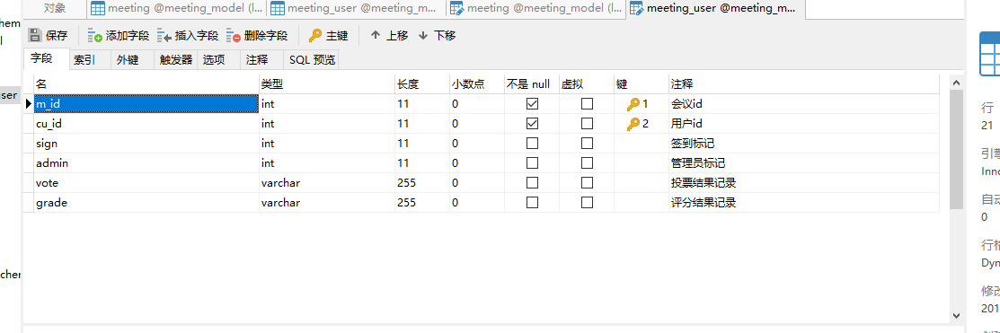 对象 meeting @meeting_model (l... meeting_user @meeting_m... meeting @meeting_model (l... meeting_user @meeting_m...
保存 添加字段 插入字段 删除字段 主键 上移 下移
字段 索引 外键 触发器 选项 注释 SQL 预览
名 类型 长度 小数点 不是 null 虚拟 键 注释
m_id int 11 0 1 会议id
cu_id int 11 0 2 用户id
sign int 11 0 签到标记
admin int 11 0 管理员标记
vote varchar 255 0 投票结果记录
grade varchar 255 0 评分结果记录
chem
l
ser
cher
行
21
引擎
Inno
自动
0
行格
Dyn
修改
201